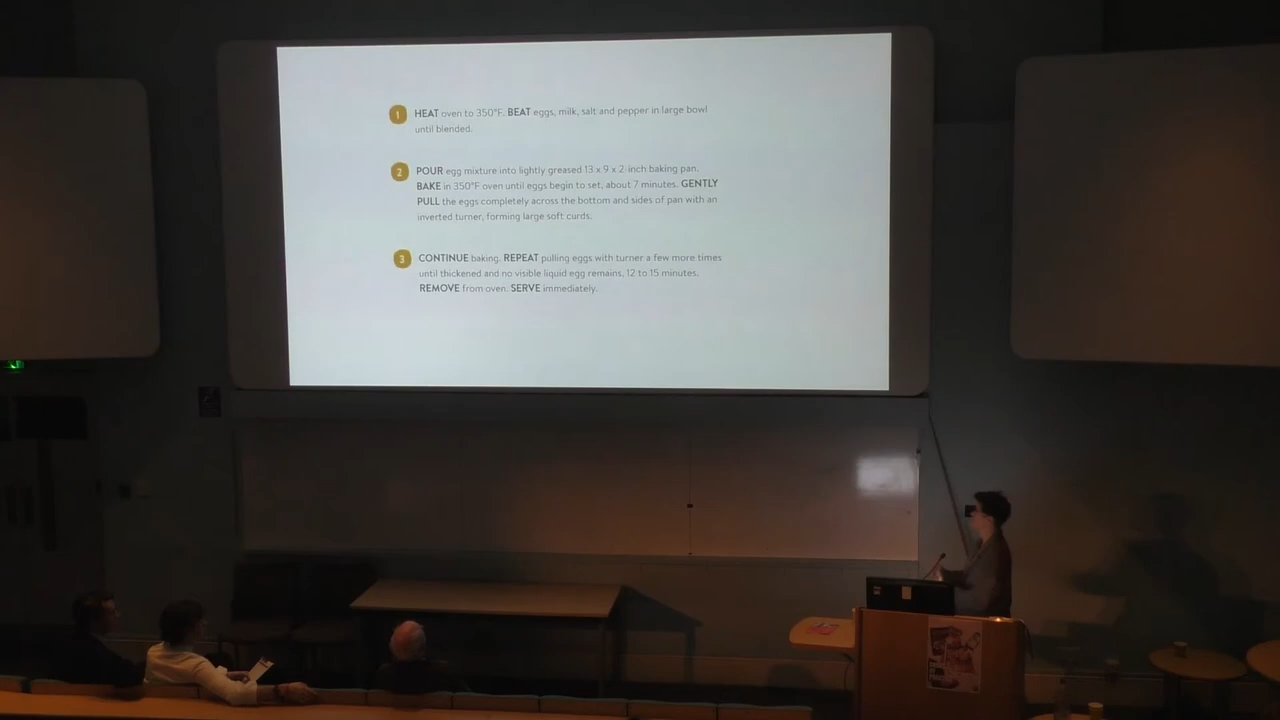 1 HEAT oven to 350°F. BEAT eggs, milk, salt and pepper in large bowl
until blended.
2 POUR egg mixture into lightly greased 13 x 9 x 2-inch baking pan.
BAKE in 350°F oven until eggs begin to set, about 7 minutes. GENTLY
PULL the eggs completely across the bottom and sides of pan with an
inverted turner, forming large soft curds.
3 CONTINUE baking. REPEAT pulling eggs with turner a few more times
until thickened and no visible liquid egg remains, 12 to 15 minutes.
REMOVE from oven. SERVE immediately.